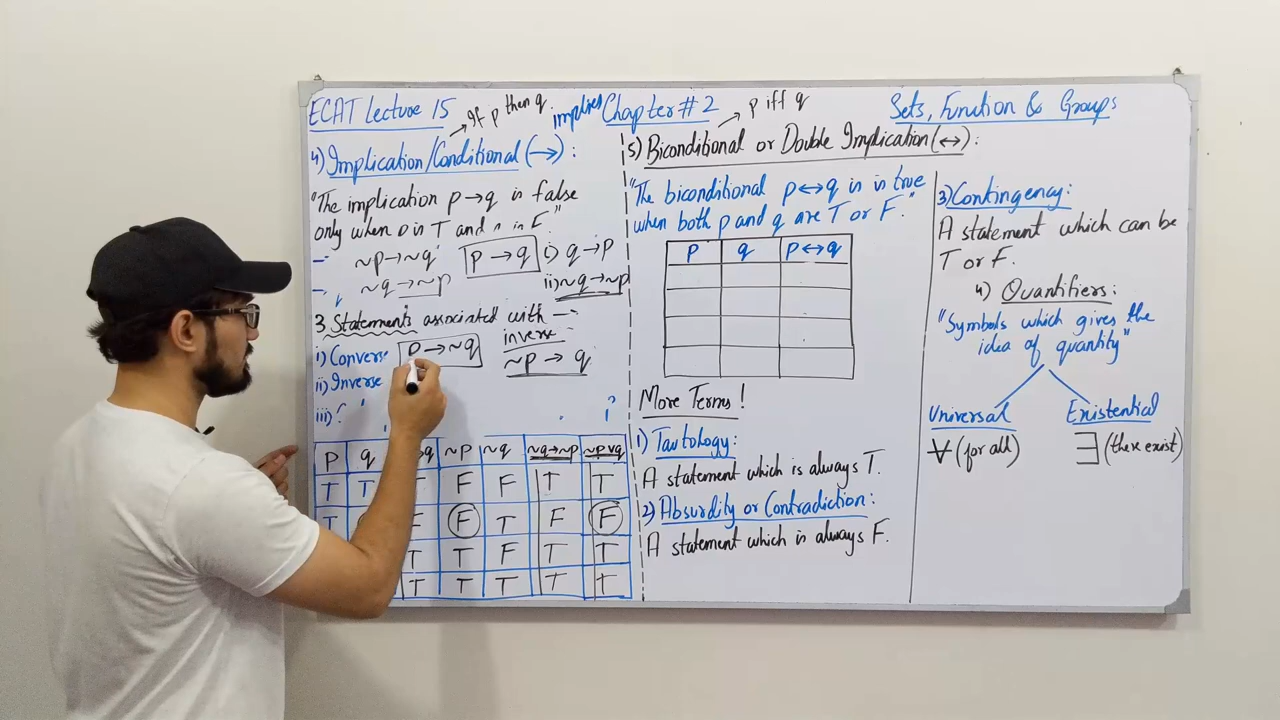 ECAT Lecture 15
→ If p then q
implies
Chapter # 2
Sets, Function & Groups
4) Implication/Conditional (→):
"The implication p→q is false
only when p is T and q is F."
~p→~q
~q→~p
p→q
i) q→p
ii) ~q→~p
3 Statements associated with →
i) Converse
ii) Inverse
iii)
p→~q
inverse
~p → q
p q ~p ~q ~q→~p ~p∨q
T T F F T T
T F T F F
T F T T
T T T T T
5) Biconditional or Double Implication (↔):
p iff q
"The biconditional p↔q is is true
when both p and q are T or F."
p q p↔q
More Terms!
1) Tautology:
A statement which is always T.
2) Absurdity or Contradiction:
A statement which is always F.
3) Contingency:
A statement which can be
T or F.
4) Quantifiers:
"Symbols which gives the
idea of quantity"
Universal
∀ (for all)
Existential
∃ (there exist)